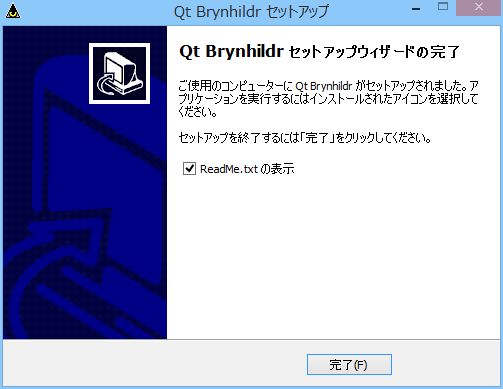 Qt Brynhildr セットアップ
Qt Brynhildr セットアップウィザードの完了
ご使用のコンピューターに Qt Brynhildr がセットアップされました。ア
プリケーションを実行するにはインストールされたアイコンを選択して
ください。
セットアップを終了するには「完了」をクリックしてください。
ReadMe.txt の表示
完了(F)